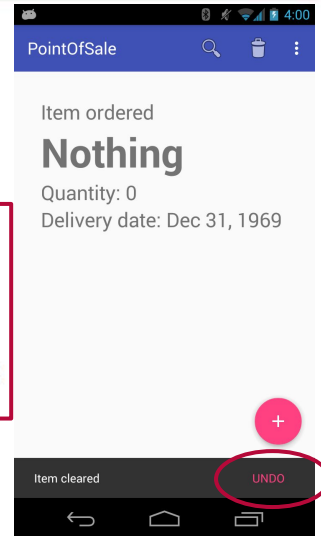 4:00
PointOfSale
Item ordered
Nothing
Quantity: 0
Delivery date: Dec 31, 1969
+
Item cleared UNDO